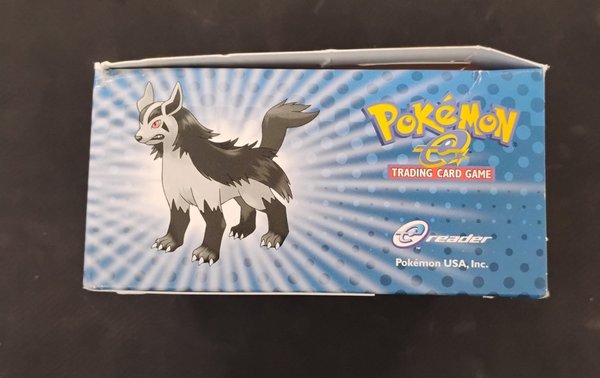 POKéMON
e
TRADING CARD GAME
e reader
Pokémon USA, Inc.